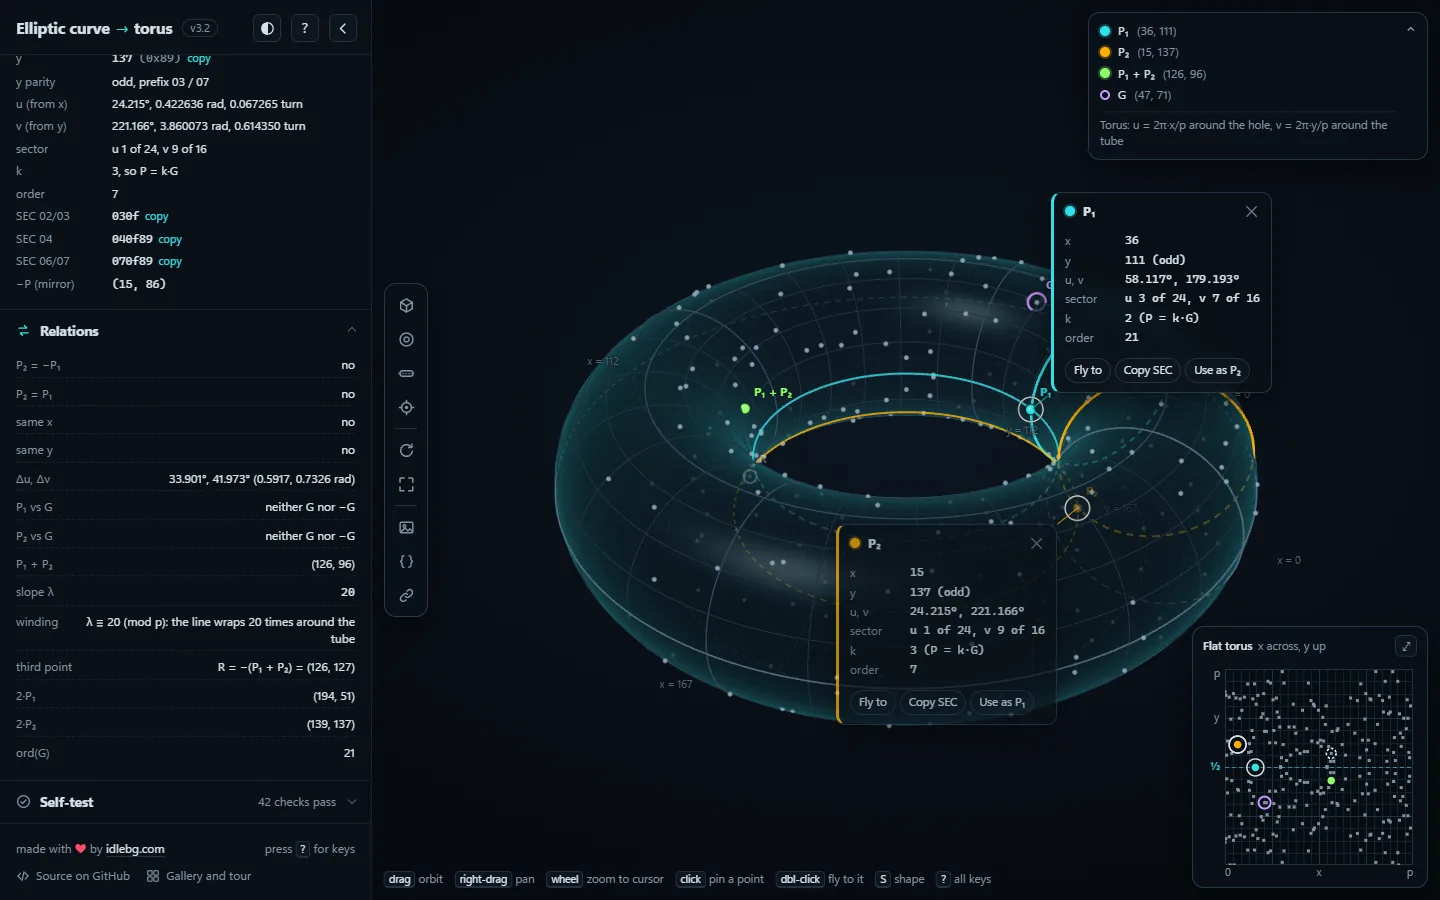 Elliptic curve → torus v3.2
?
y 137 (0x89) copy
y parity odd, prefix 03 / 07
u (from x) 24.215°, 0.422636 rad, 0.067265 turn
v (from y) 221.166°, 3.860073 rad, 0.614350 turn
sector u 1 of 24, v 9 of 16
k 3, so P = k·G
order 7
SEC 02/03 030f copy
SEC 04 040f89 copy
SEC 06/07 070f89 copy
−P (mirror) (15, 86)
Relations
P₂ = −P₁ no
P₂ = P₁ no
same x no
same y no
Δu, Δv 33.901°, 41.973° (0.5917, 0.7326 rad)
P₁ vs G neither G nor −G
P₂ vs G neither G nor −G
P₁ + P₂ (126, 96)
slope λ 20
winding λ ≡ 20 (mod p): the line wraps 20 times around the
tube
third point R = −(P₁ + P₂) = (126, 127)
2·P₁ (194, 51)
2·P₂ (139, 137)
ord(G) 21
Self-test 42 checks pass
made with ❤ by idlebg.com press ? for keys
Source on GitHub Gallery and tour
P₁ (36, 111)
P₂ (15, 137)
P₁ + P₂ (126, 96)
G (47, 71)
Torus: u = 2π·x/p around the hole, v = 2π·y/p around the
tube
P₁
x 36
y 111 (odd)
u, v 58.117°, 179.193°
sector u 3 of 24, v 7 of 16
k 2 (P = k·G)
order 21
Fly to Copy SEC Use as P₂
x = 112
P₁ + P₂
P₁
y = 112
P₂
y = 167
x = 0
x = 167
P₂
x 15
y 137 (odd)
u, v 24.215°, 221.166°
sector u 1 of 24, v 9 of 16
k 3 (P = k·G)
order 7
Fly to Copy SEC Use as P₁
Flat torus x across, y up
p
y
½
0 x p
drag orbit right-drag pan wheel zoom to cursor click pin a point dbl-click fly to it S shape ? all keys